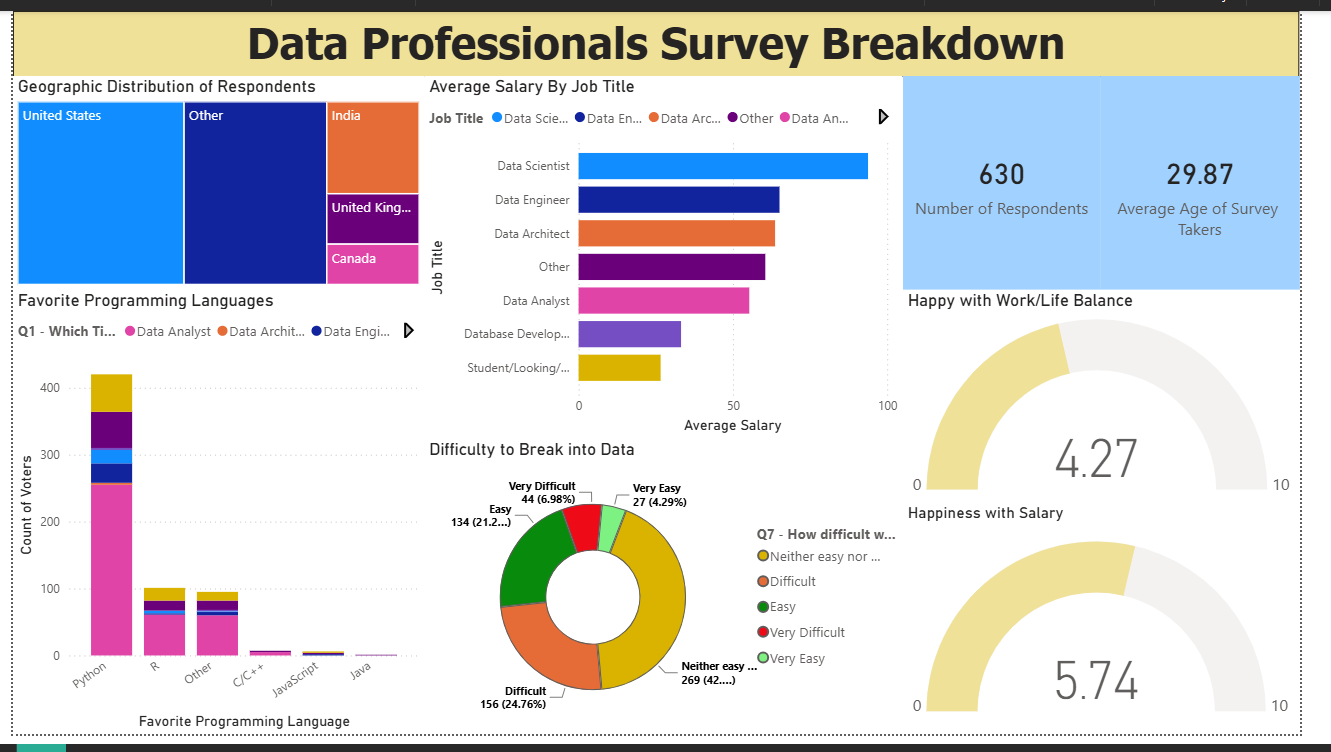 Data Professionals Survey Breakdown
Geographic Distribution of Respondents
United States
Other
India
United King...
Canada
Favorite Programming Languages
Q1 - Which Ti...
Data Analyst
Data Archit...
Data Engi...
Count of Voters
400
300
200
100
0
Python
R
Other
C/C++
JavaScript
Java
Favorite Programming Language
Average Salary By Job Title
Job Title
Data Scie...
Data En...
Data Arc...
Other
Data An...
Job Title
Data Scientist
Data Engineer
Data Architect
Other
Data Analyst
Database Develop...
Student/Looking/...
0
50
100
Average Salary
Difficulty to Break into Data
Very Difficult
44 (6.98%)
Very Easy
27 (4.29%)
Easy
134 (21.2...)
Neither easy ...
269 (42....)
Difficult
156 (24.76%)
Q7 - How difficult w...
Neither easy nor ...
Difficult
Easy
Very Difficult
Very Easy
630
Number of Respondents
29.87
Average Age of Survey
Takers
Happy with Work/Life Balance
4.27
0
10
Happiness with Salary
5.74
0
10